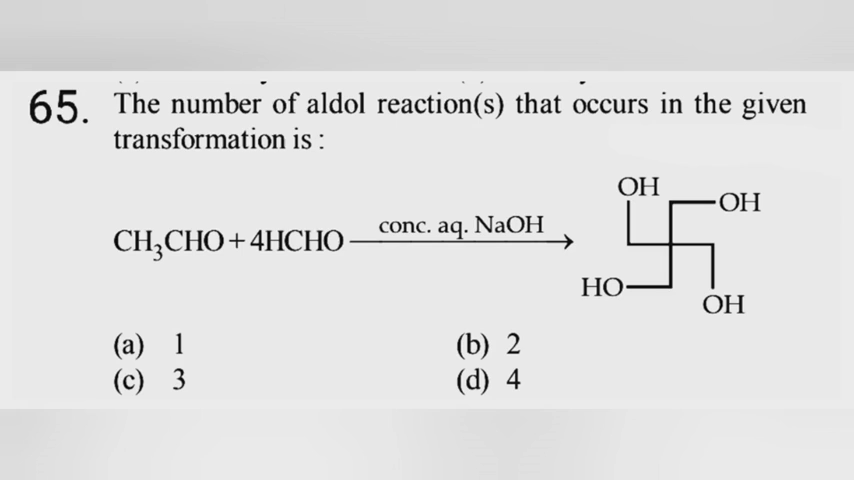 65. The number of aldol reaction(s) that occurs in the given
transformation is :
OH
OH
CH₃CHO + 4HCHO
conc. aq. NaOH
HO
OH
(a) 1
(b) 2
(c) 3
(d) 4